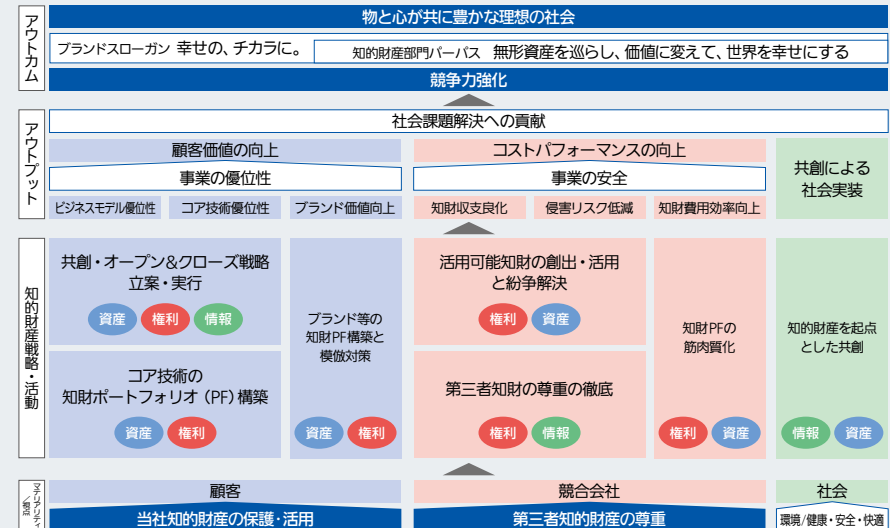 アウトカム
物と心が共に豊かな理想の社会
ブランドスローガン 幸せの、チカラに。
知的財産部門パーパス 無形資産を巡らし、価値に変えて、世界を幸せにする
競争力強化
アウトプット
社会課題解決への貢献
顧客価値の向上
事業の優位性
ビジネスモデル優位性
コア技術優位性
ブランド価値向上
コストパフォーマンスの向上
事業の安全
知財収支良化
侵害リスク低減
知財費用効率向上
共創による
社会実装
知的財産戦略・活動
共創・オープン&クローズ戦略
立案・実行
資産 権利 情報
コア技術の
知財ポートフォリオ（PF）構築
資産 権利
ブランド等の
知財PF構築と
模倣対策
資産 権利
活用可能知財の創出・活用
と紛争解決
権利 資産
第三者知財の尊重の徹底
権利 情報
知財PFの
筋肉質化
権利 資産
知的財産を起点
とした共創
情報 資産
マテリアリティ
／視点
顧客
当社知的財産の保護・活用
競合会社
第三者知的財産の尊重
社会
環境/健康・安全・快適